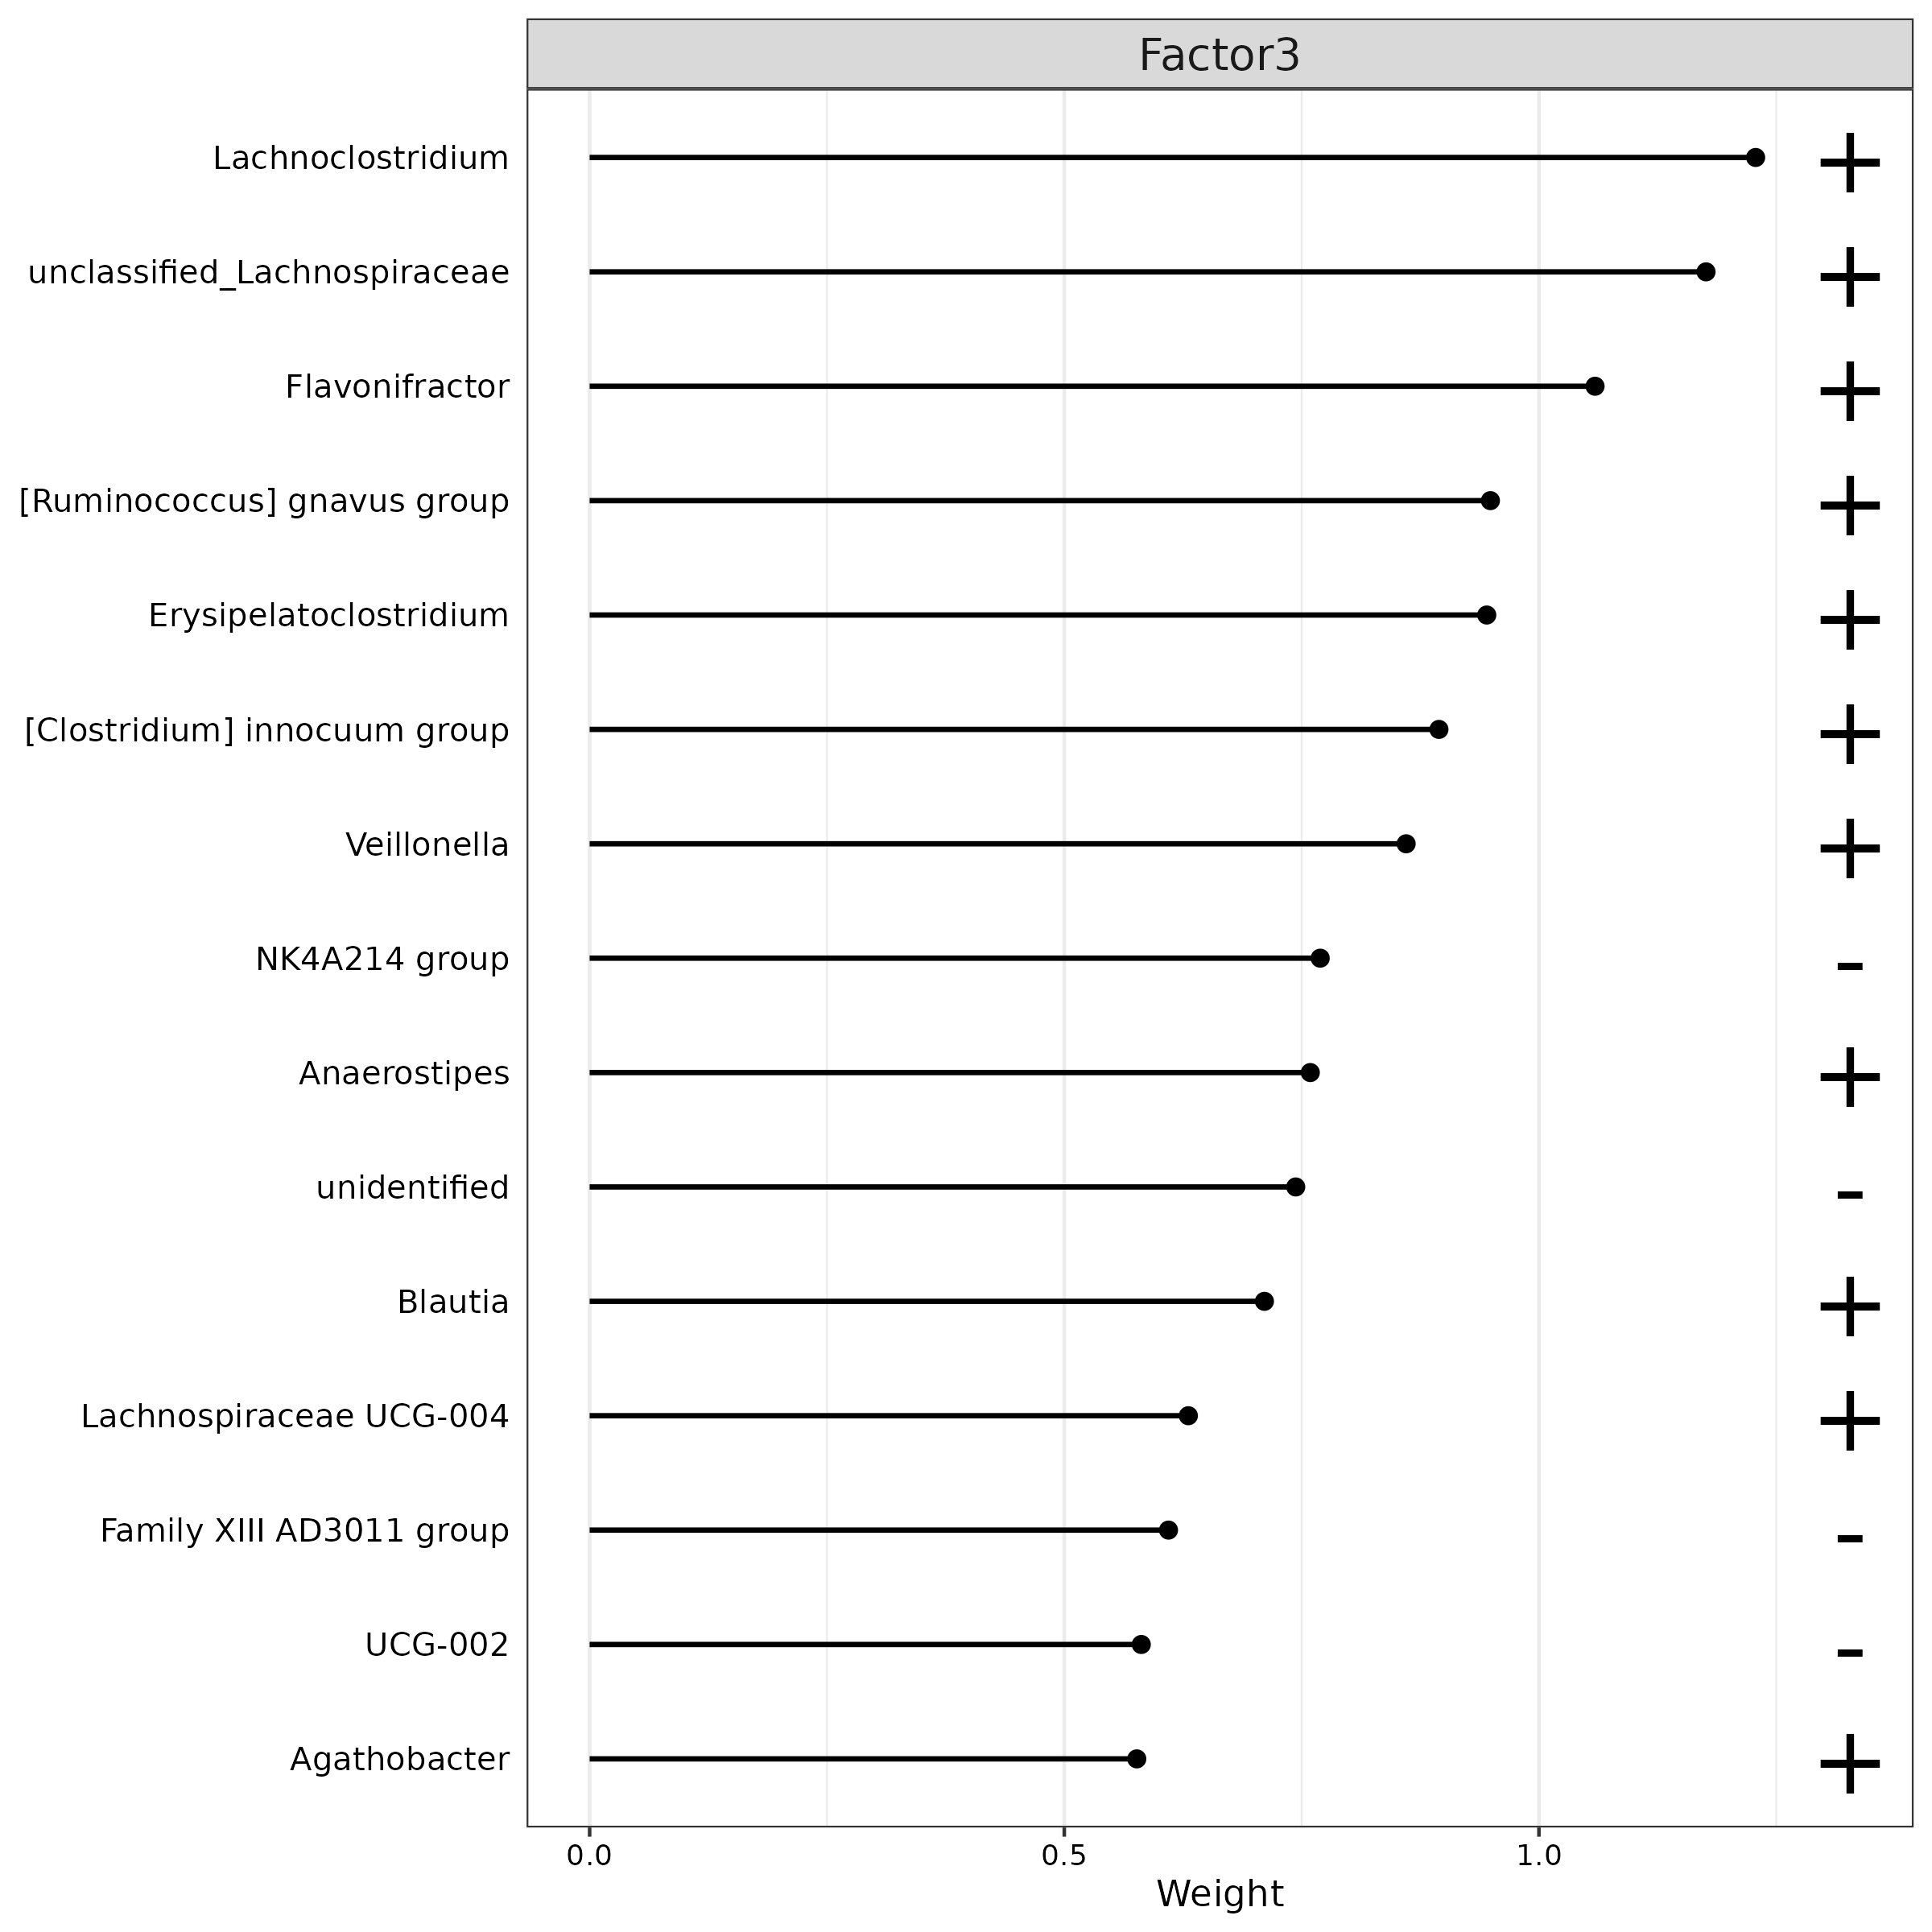 Factor3
Lachnoclostridium +
unclassified_Lachnospiraceae +
Flavonifractor +
[Ruminococcus] gnavus group +
Erysipelatoclostridium +
[Clostridium] innocuum group +
Veillonella +
NK4A214 group -
Anaerostipes +
unidentified -
Blautia +
Lachnospiraceae UCG-004 +
Family XIII AD3011 group -
UCG-002 -
Agathobacter +
0.0 0.5 1.0
Weight